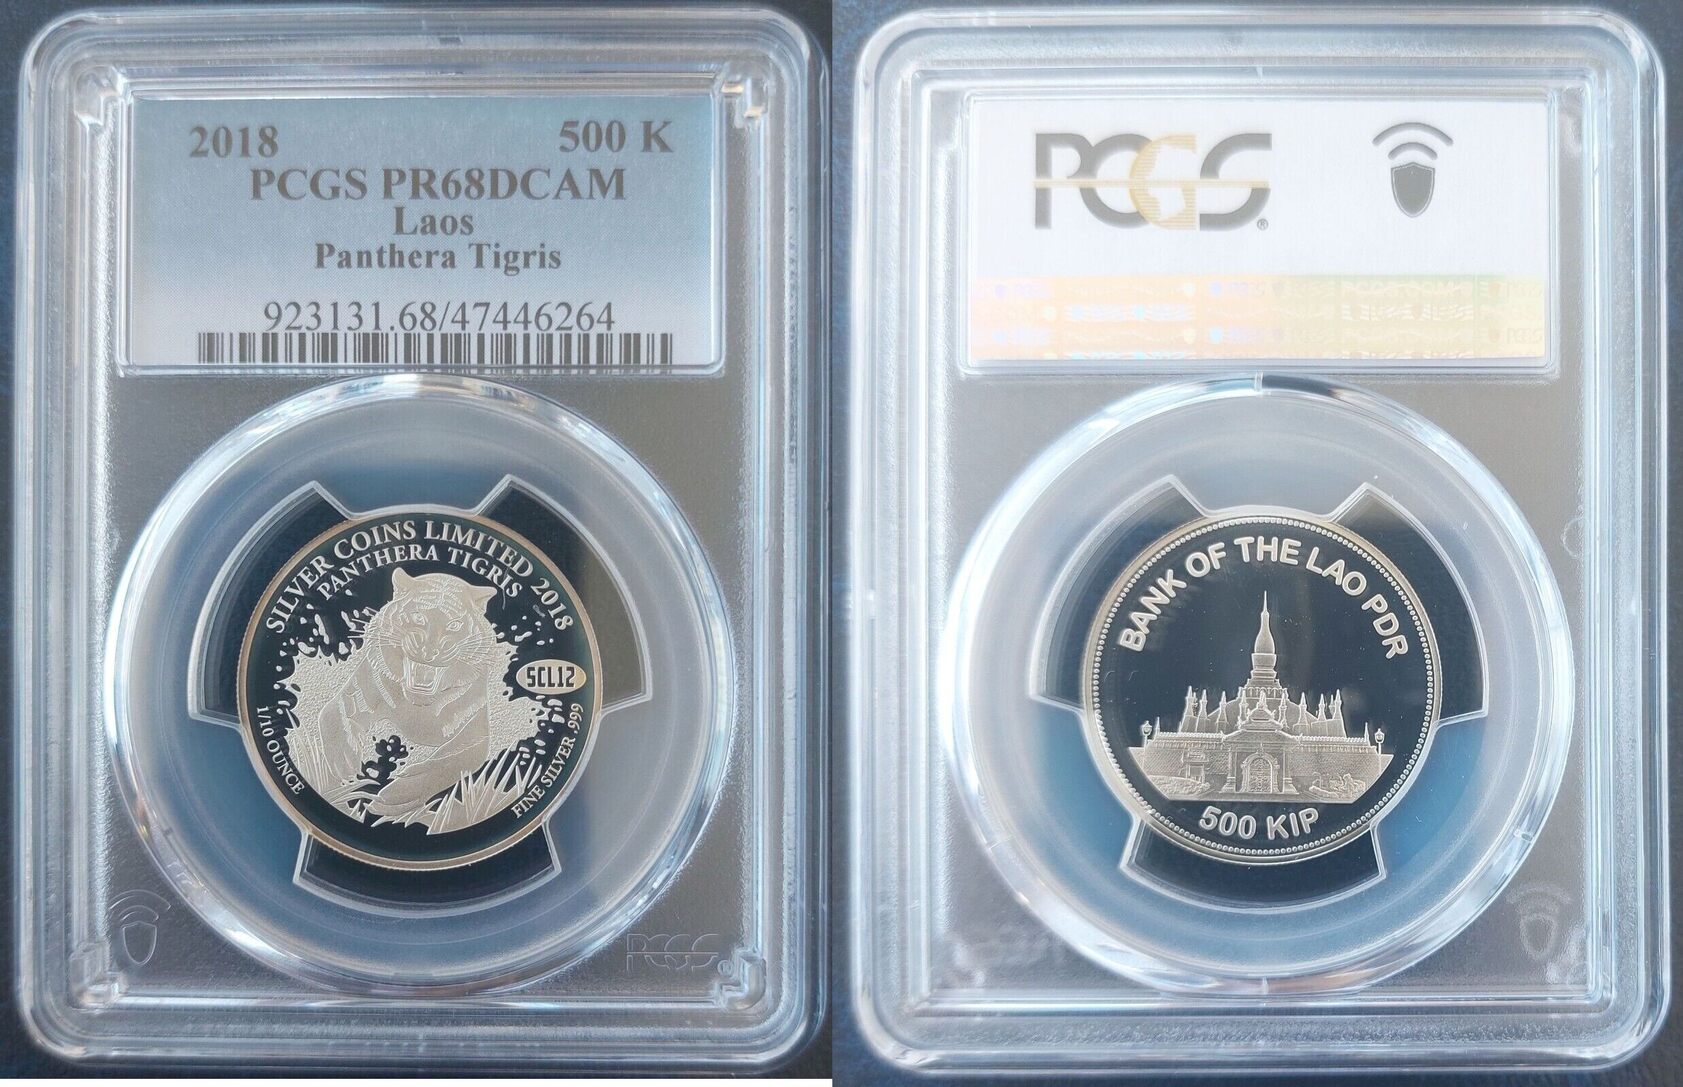 2018 500 K
PCGS PR68DCAM
Laos
Panthera Tigris
923131.68/47446264
SILVER COINS LIMITED 2018
PANTHERA TIGRIS
SCL12
1/10 OUNCE
FINE SILVER .999
PCGS
PCGS®
BANK OF THE LAO PDR
500 KIP